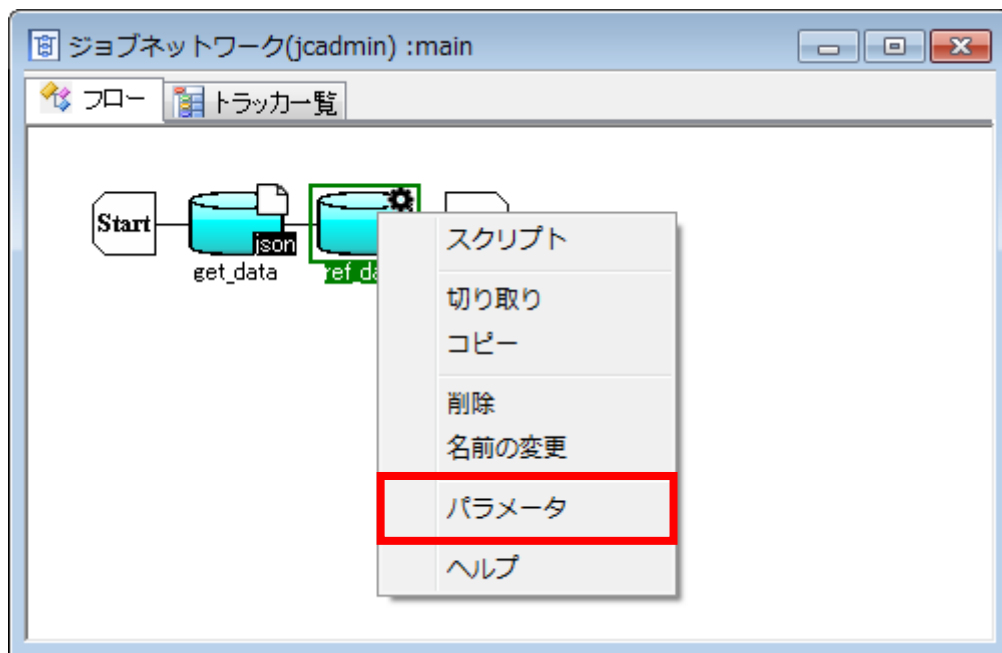 ジョブネットワーク(jcadmin) :main
フロー トラッカ一覧
Start
json
get_data
スクリプト
切り取り
コピー
削除
名前の変更
パラメータ
ヘルプ